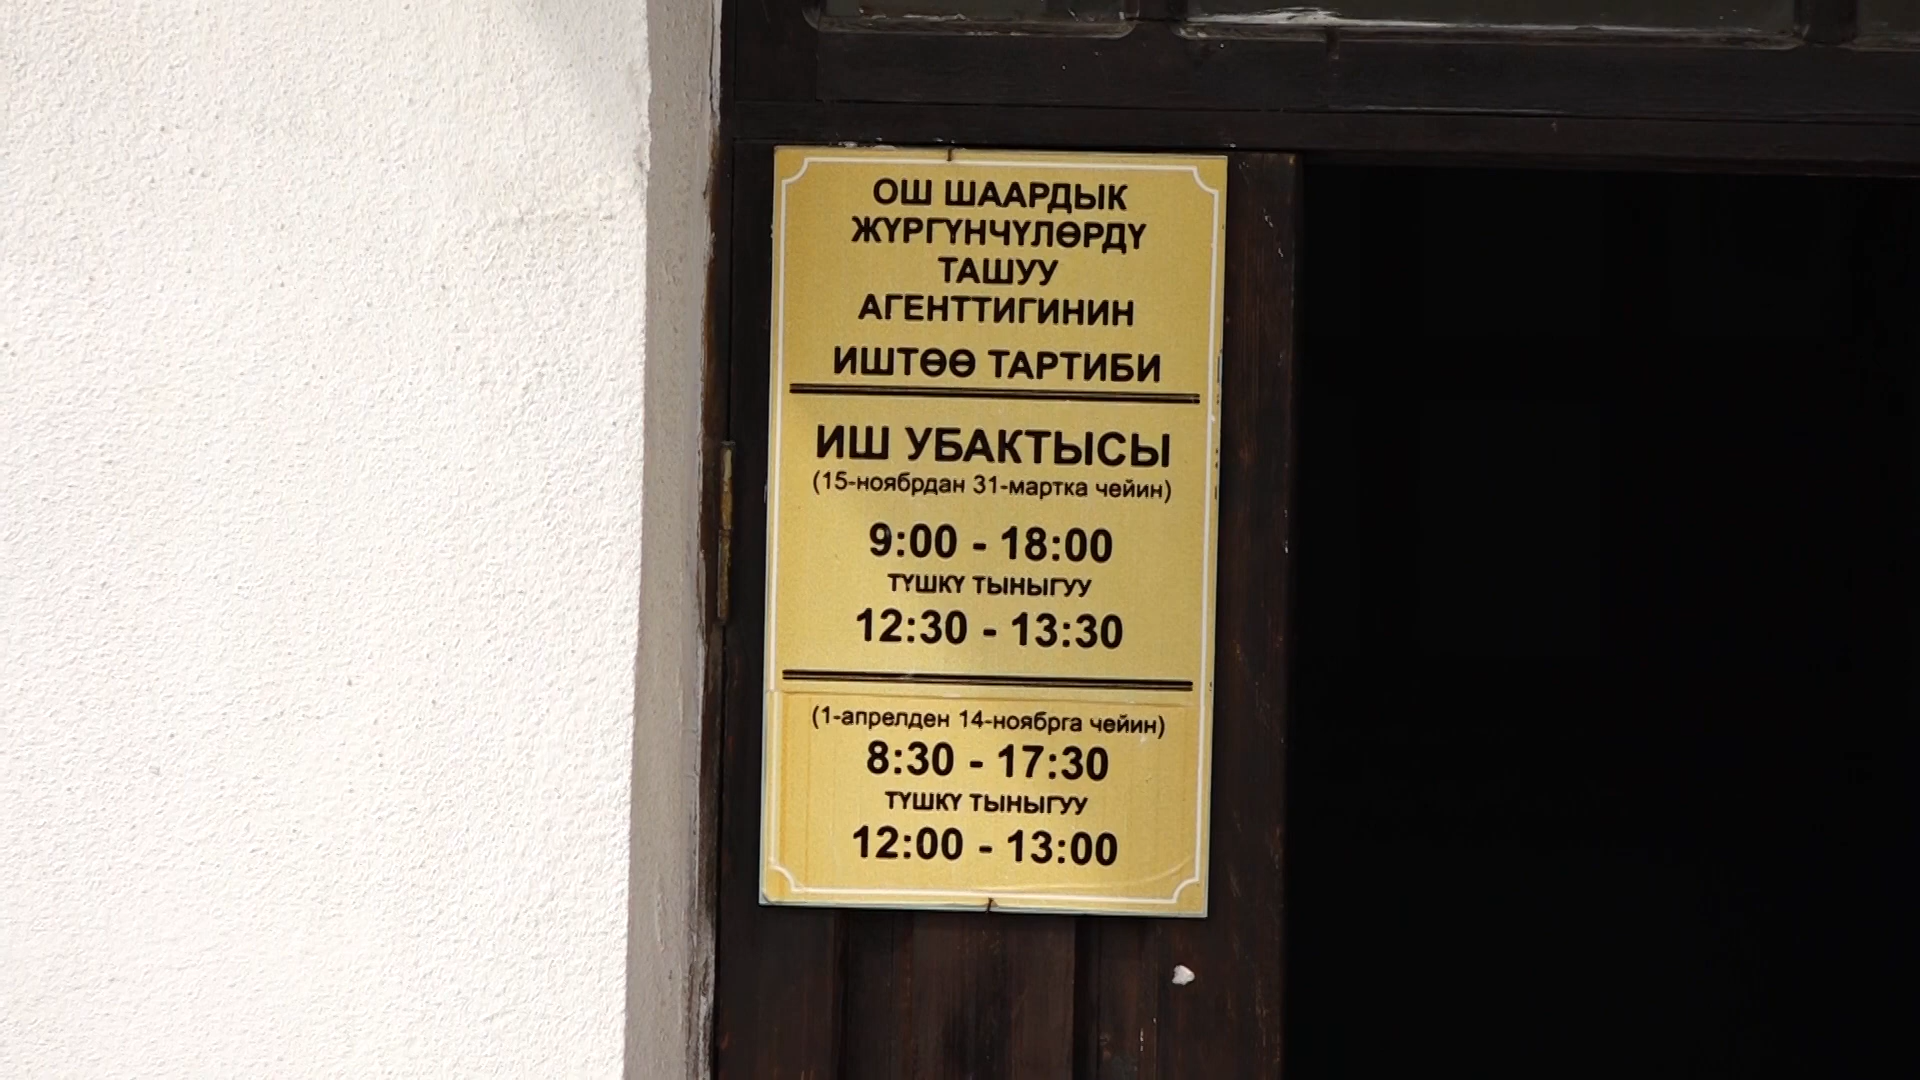 ОШ ШААРДЫК
ЖҮРГҮНЧҮЛӨРДҮ
ТАШУУ
АГЕНТТИГИНИН
ИШТӨӨ ТАРТИБИ
ИШ УБАКТЫСЫ
(15-ноябрдан 31-мартка чейин)
9:00 - 18:00
ТҮШКҮ ТЫНЫГУУ
12:30 - 13:30
(1-апрелден 14-ноябрга чейин)
8:30 - 17:30
ТҮШКҮ ТЫНЫГУУ
12:00 - 13:00